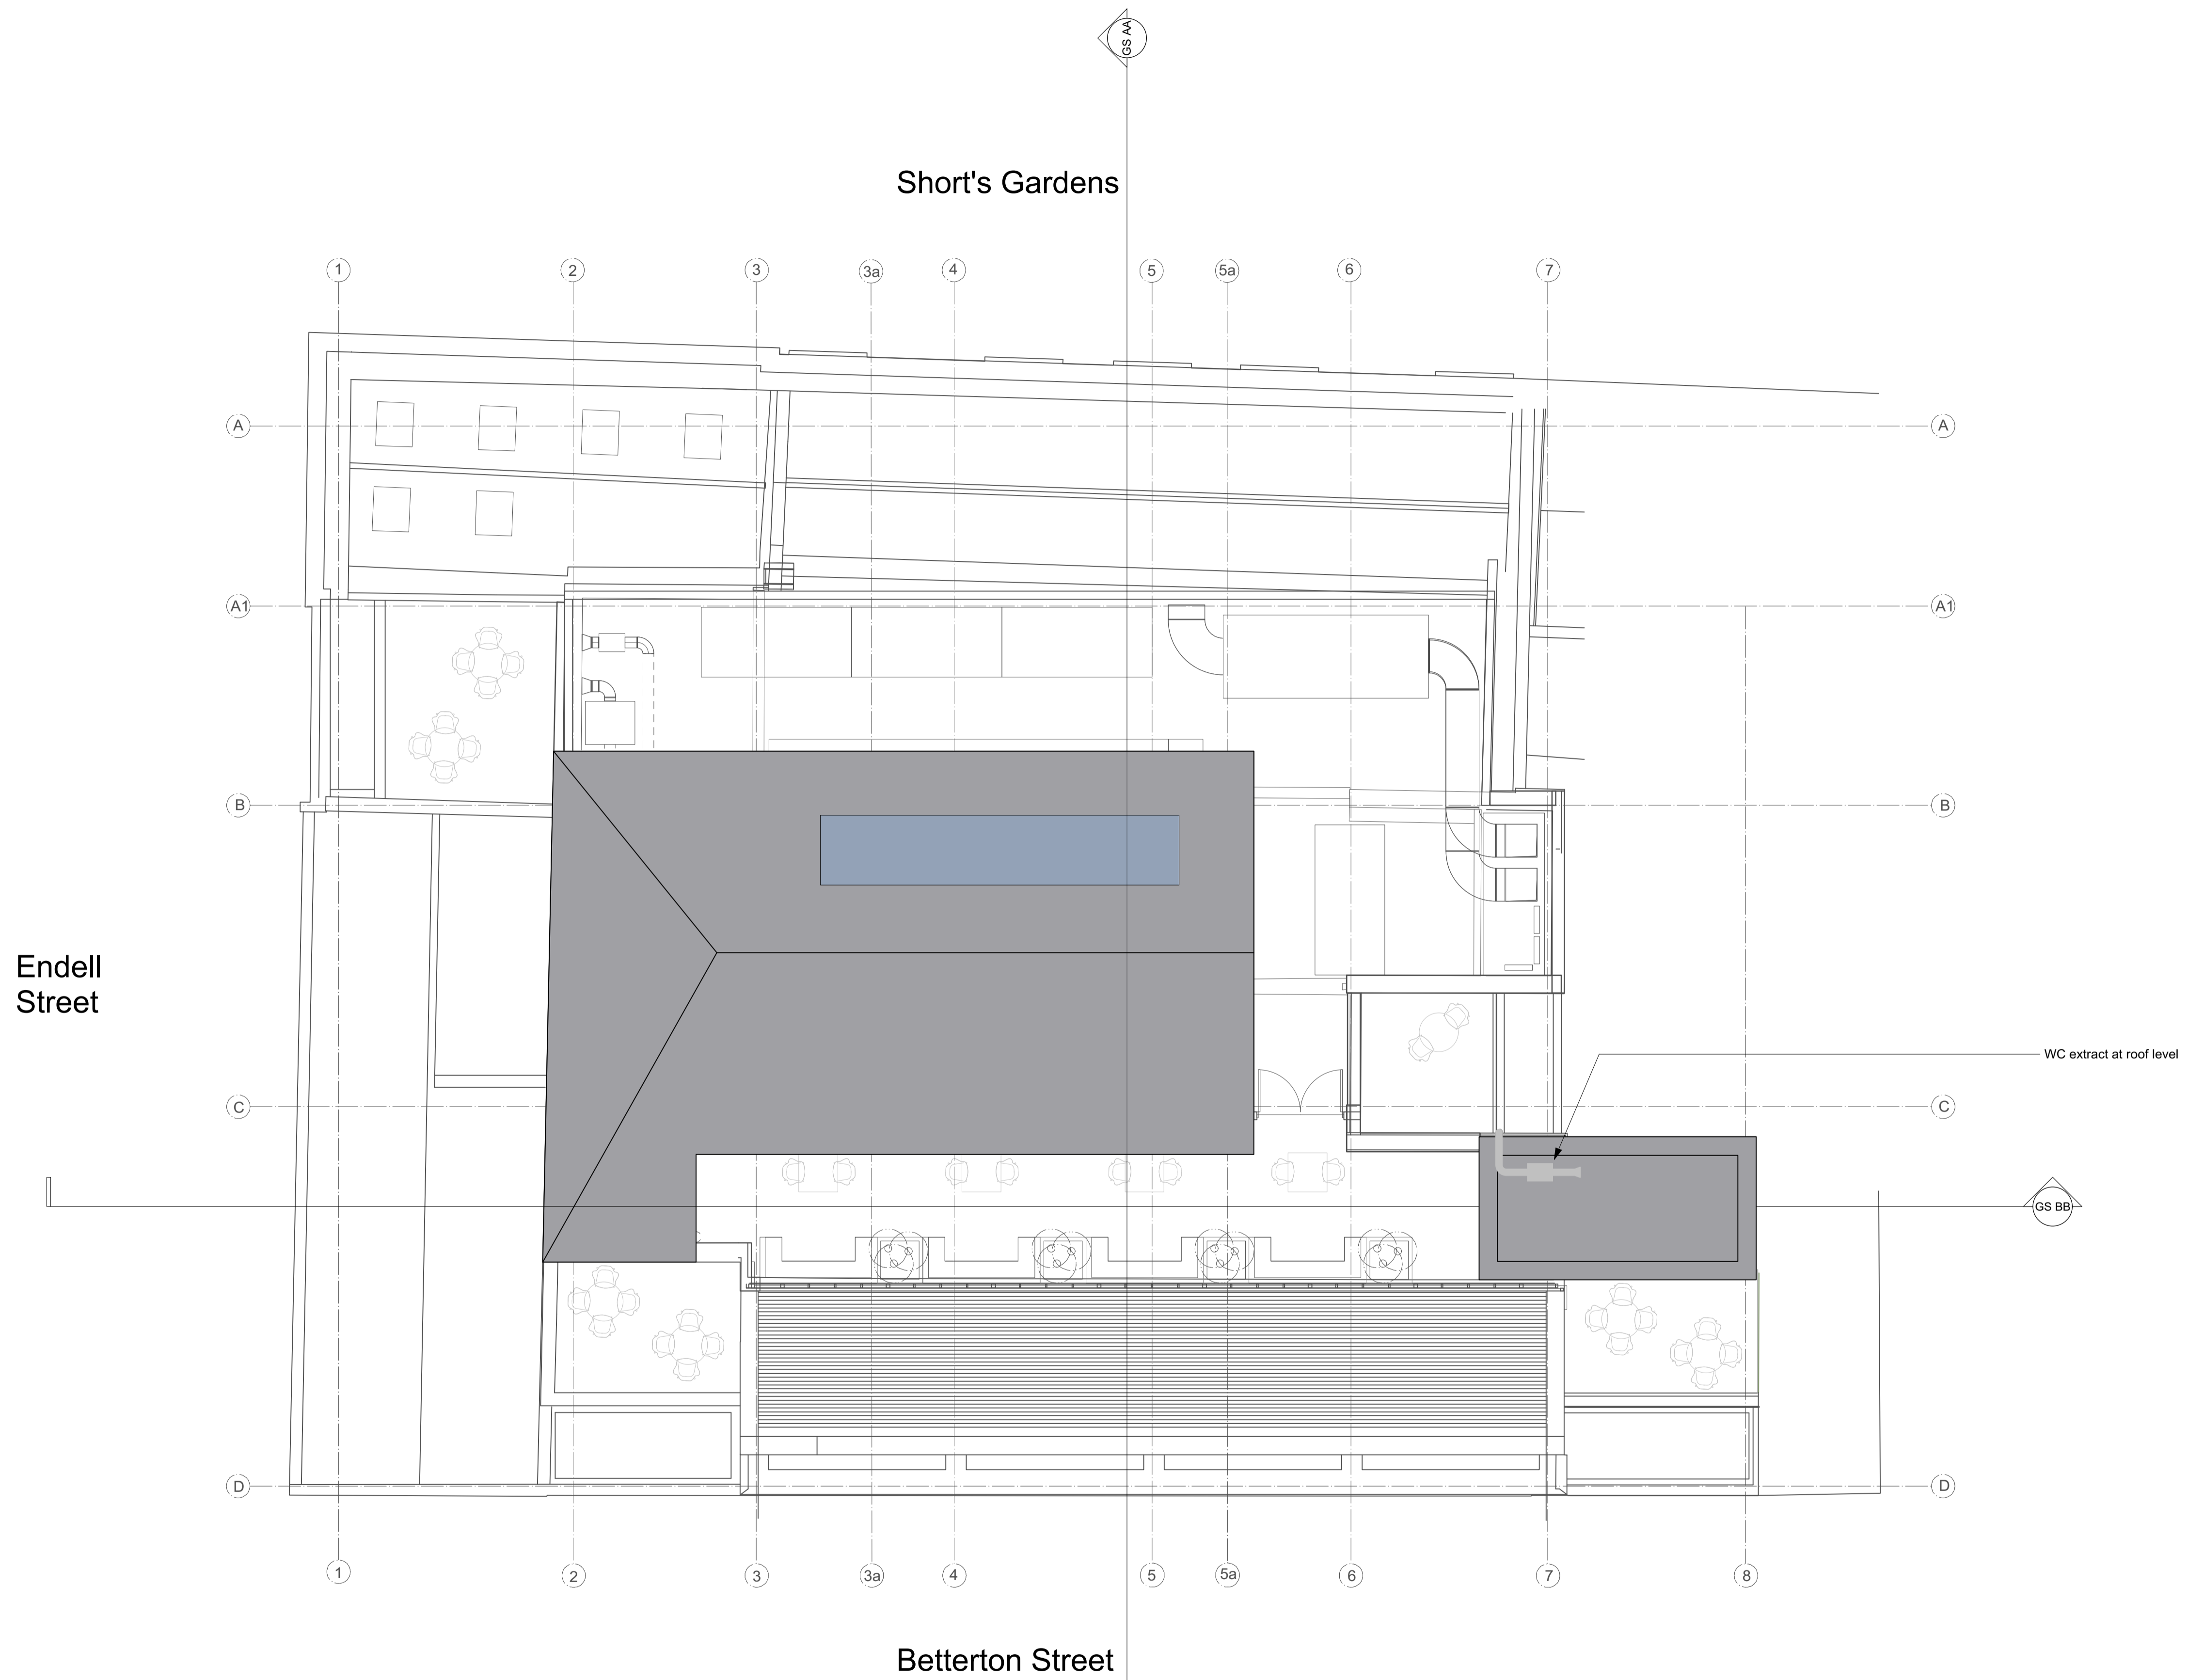 GS AA
Short's Gardens
1 2 3 3a 4 5 5a 6 7
A A
A1 A1
B B
Endell
Street
WC extract at roof level
C C
GS BB
D D
1 2 3 3a 4 5 5a 6 7 8
Betterton Street